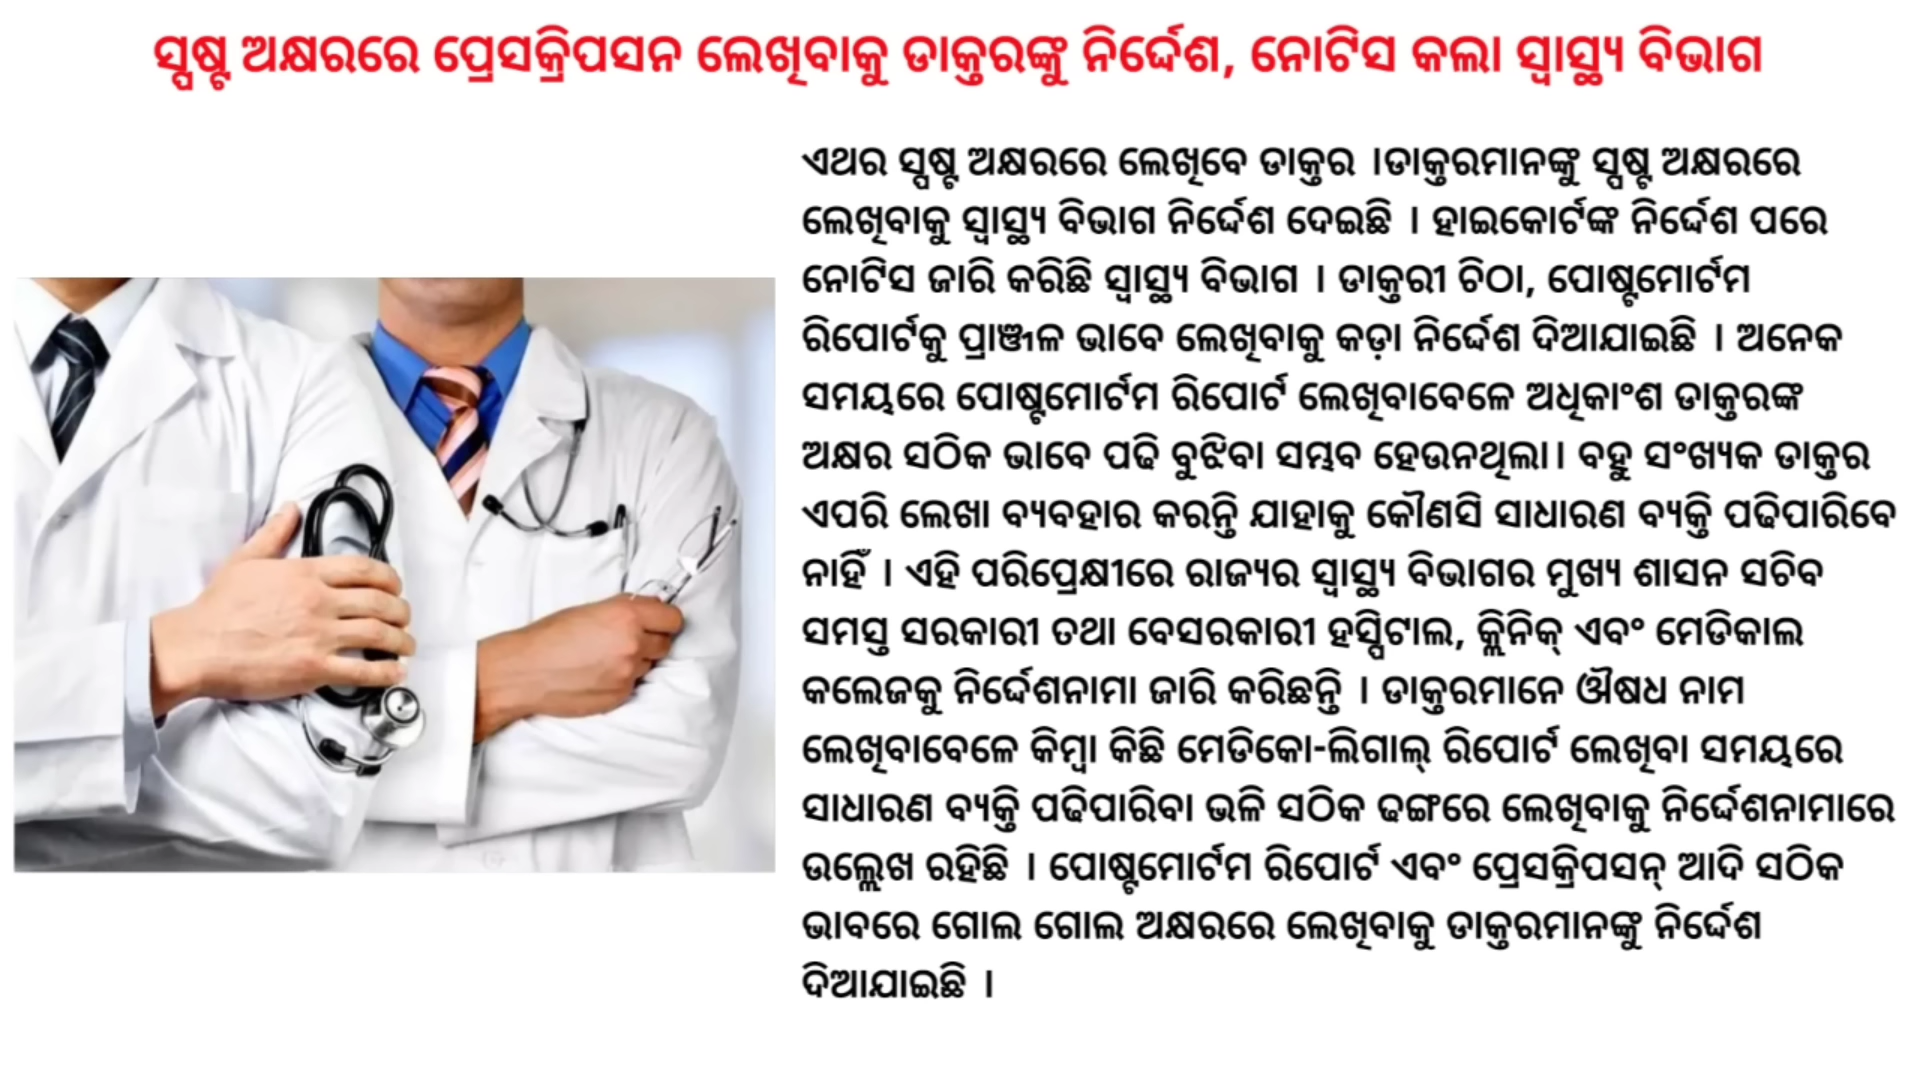 ସ୍ପଷ୍ଟ ଅକ୍ଷରରେ ପ୍ରେସକ୍ରିପସନ ଲେଖିବାକୁ ଡାକ୍ତରଙ୍କୁ ନିର୍ଦ୍ଦେଶ, ନୋଟିସ କଲା ସ୍ୱାସ୍ଥ୍ୟ ବିଭାଗ
ଏଥର ସ୍ପଷ୍ଟ ଅକ୍ଷରରେ ଲେଖିବେ ଡାକ୍ତର ।ଡାକ୍ତରମାନଙ୍କୁ ସ୍ପଷ୍ଟ ଅକ୍ଷରରେ
ଲେଖିବାକୁ ସ୍ୱାସ୍ଥ୍ୟ ବିଭାଗ ନିର୍ଦ୍ଦେଶ ଦେଇଛି । ହାଇକୋର୍ଟଙ୍କ ନିର୍ଦ୍ଦେଶ ପରେ
ନୋଟିସ ଜାରି କରିଛି ସ୍ୱାସ୍ଥ୍ୟ ବିଭାଗ । ଡାକ୍ତରୀ ଚିଠା, ପୋଷ୍ଟମୋର୍ଟମ
ରିପୋର୍ଟକୁ ପ୍ରାଞ୍ଜଳ ଭାବେ ଲେଖିବାକୁ କଡ଼ା ନିର୍ଦ୍ଦେଶ ଦିଆଯାଇଛି । ଅନେକ
ସମୟରେ ପୋଷ୍ଟମୋର୍ଟମ ରିପୋର୍ଟ ଲେଖିବାବେଳେ ଅଧିକାଂଶ ଡାକ୍ତରଙ୍କ
ଅକ୍ଷର ସଠିକ ଭାବେ ପଢି ବୁଝିବା ସମ୍ଭବ ହେଉନଥିଲା। ବହୁ ସଂଖ୍ୟକ ଡାକ୍ତର
ଏପରି ଲେଖା ବ୍ୟବହାର କରନ୍ତି ଯାହାକୁ କୌଣସି ସାଧାରଣ ବ୍ୟକ୍ତି ପଢିପାରିବେ
ନାହିଁ । ଏହି ପରିପ୍ରେକ୍ଷୀରେ ରାଜ୍ୟର ସ୍ୱାସ୍ଥ୍ୟ ବିଭାଗର ମୁଖ୍ୟ ଶାସନ ସଚିବ
ସମସ୍ତ ସରକାରୀ ତଥା ବେସରକାରୀ ହସ୍ପିଟାଲ, କ୍ଲିନିକ୍ ଏବଂ ମେଡିକାଲ
କଲେଜକୁ ନିର୍ଦ୍ଦେଶନାମା ଜାରି କରିଛନ୍ତି । ଡାକ୍ତରମାନେ ଔଷଧ ନାମ
ଲେଖିବାବେଳେ କିମ୍ବା କିଛି ମେଡିକୋ-ଲିଗାଲ୍ ରିପୋର୍ଟ ଲେଖିବା ସମୟରେ
ସାଧାରଣ ବ୍ୟକ୍ତି ପଢିପାରିବା ଭଳି ସଠିକ ଢଙ୍ଗରେ ଲେଖିବାକୁ ନିର୍ଦ୍ଦେଶନାମାରେ
ଉଲ୍ଲେଖ ରହିଛି । ପୋଷ୍ଟମୋର୍ଟମ ରିପୋର୍ଟ ଏବଂ ପ୍ରେସକ୍ରିପସନ୍ ଆଦି ସଠିକ
ଭାବରେ ଗୋଲ ଗୋଲ ଅକ୍ଷରରେ ଲେଖିବାକୁ ଡାକ୍ତରମାନଙ୍କୁ ନିର୍ଦ୍ଦେଶ
ଦିଆଯାଇଛି ।